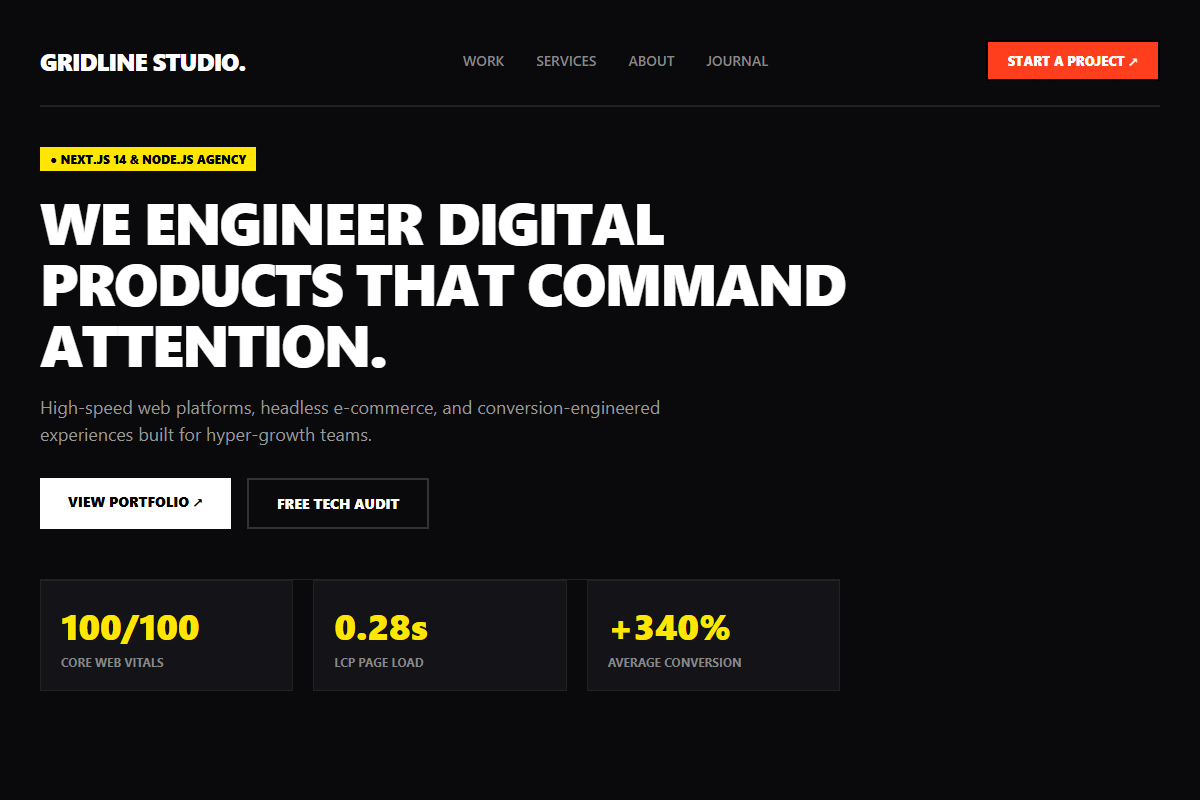 GRIDLINE STUDIO.
WORK SERVICES ABOUT JOURNAL
START A PROJECT ↗
● NEXT.JS 14 & NODE.JS AGENCY
WE ENGINEER DIGITAL
PRODUCTS THAT COMMAND
ATTENTION.
High-speed web platforms, headless e-commerce, and conversion-engineered
experiences built for hyper-growth teams.
VIEW PORTFOLIO ↗
FREE TECH AUDIT
100/100
CORE WEB VITALS
0.28s
LCP PAGE LOAD
+340%
AVERAGE CONVERSION